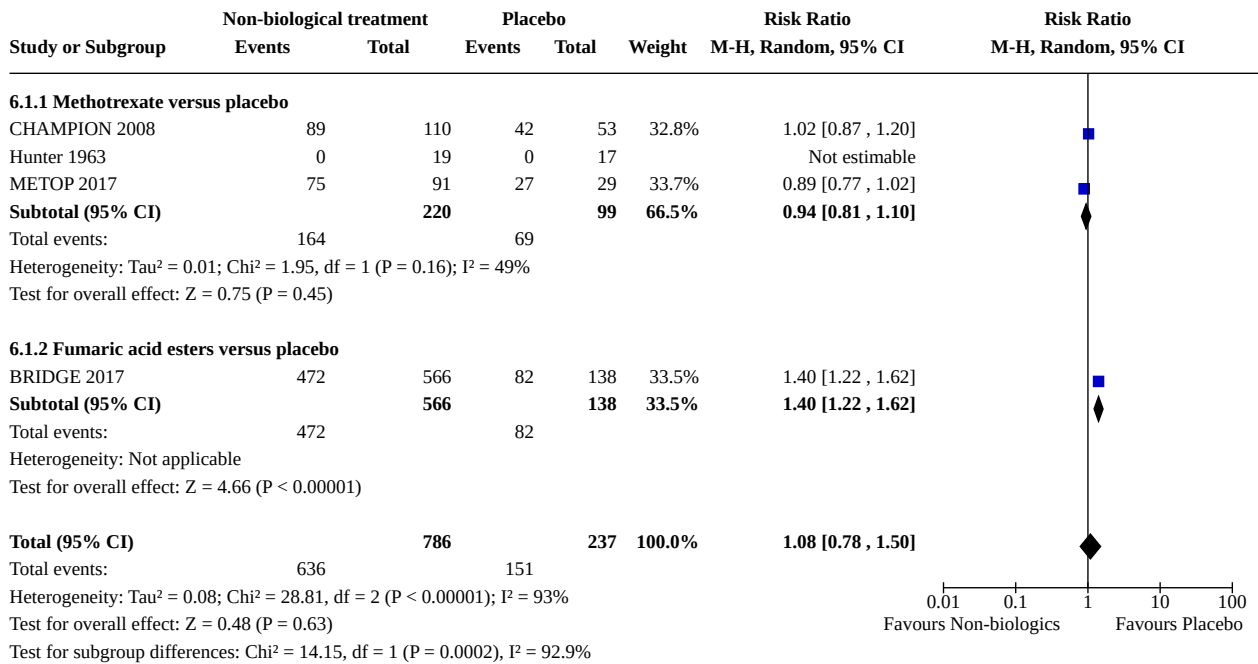 Non-biological treatment Placebo Risk Ratio Risk Ratio
Study or Subgroup Events Total Events Total Weight M-H, Random, 95% CI M-H, Random, 95% CI
6.1.1 Methotrexate versus placebo
CHAMPION 2008 89 110 42 53 32.8% 1.02 [0.87 , 1.20]
Hunter 1963 0 19 0 17 Not estimable
METOP 2017 75 91 27 29 33.7% 0.89 [0.77 , 1.02]
Subtotal (95% CI) 220 99 66.5% 0.94 [0.81 , 1.10]
Total events: 164 69
Heterogeneity: Tau² = 0.01; Chi² = 1.95, df = 1 (P = 0.16); I² = 49%
Test for overall effect: Z = 0.75 (P = 0.45)
6.1.2 Fumaric acid esters versus placebo
BRIDGE 2017 472 566 82 138 33.5% 1.40 [1.22 , 1.62]
Subtotal (95% CI) 566 138 33.5% 1.40 [1.22 , 1.62]
Total events: 472 82
Heterogeneity: Not applicable
Test for overall effect: Z = 4.66 (P < 0.00001)
Total (95% CI) 786 237 100.0% 1.08 [0.78 , 1.50]
Total events: 636 151
Heterogeneity: Tau² = 0.08; Chi² = 28.81, df = 2 (P < 0.00001); I² = 93%
Test for overall effect: Z = 0.48 (P = 0.63)
Test for subgroup differences: Chi² = 14.15, df = 1 (P = 0.0002), I² = 92.9%
0.01 0.1 1 10 100
Favours Non-biologics Favours Placebo